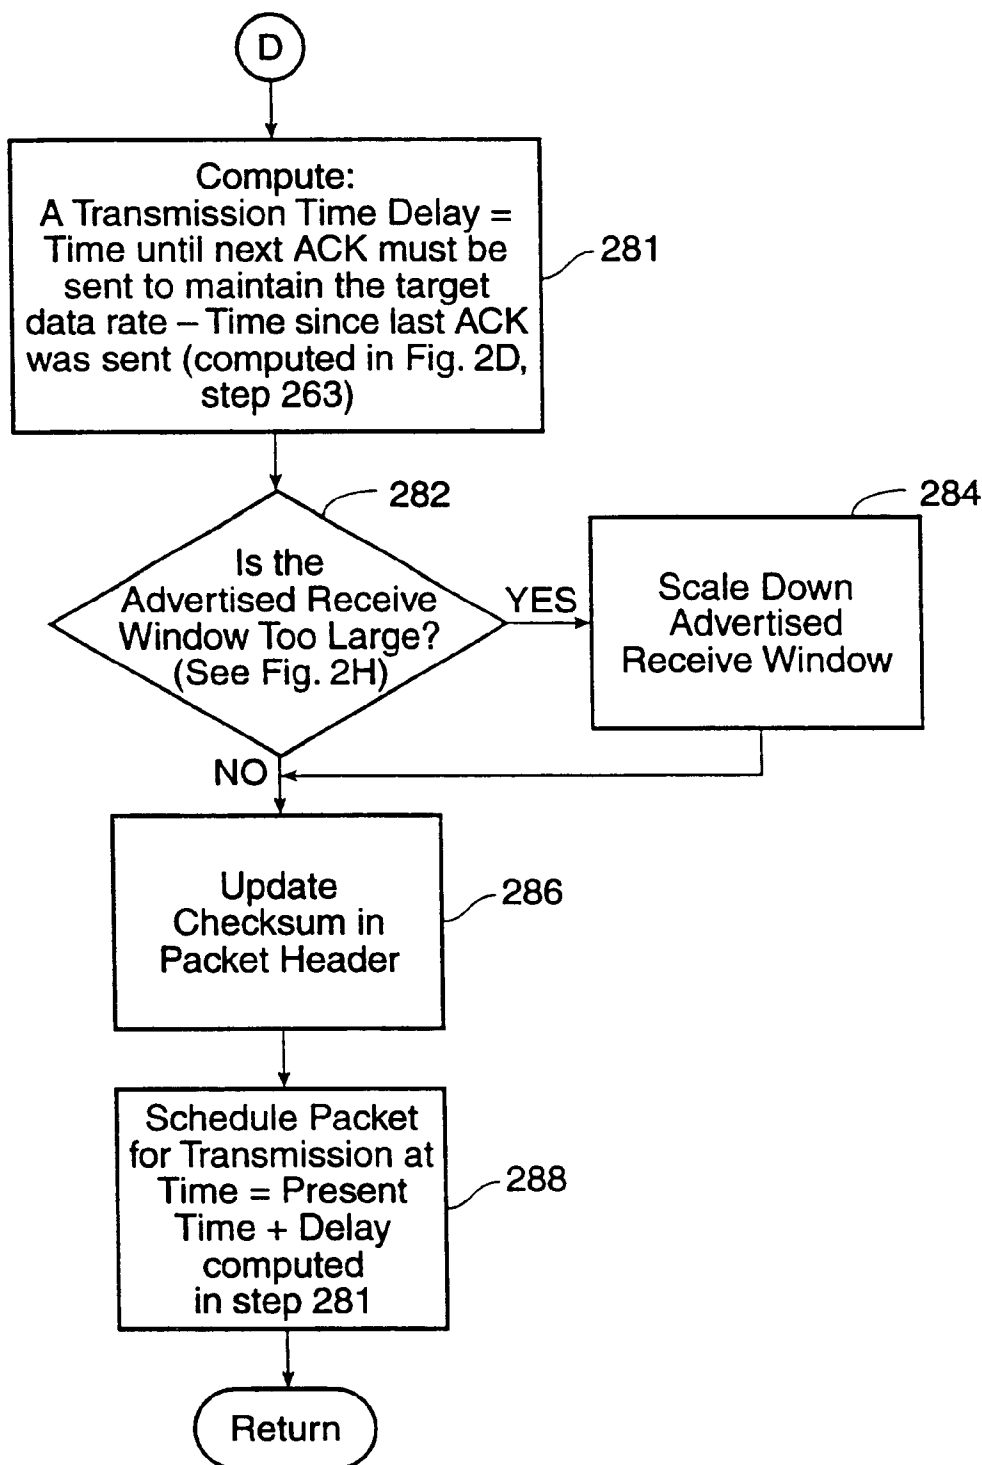 D
Compute:
A Transmission Time Delay =
Time until next ACK must be
sent to maintain the target
data rate – Time since last ACK
was sent (computed in Fig. 2D,
step 263)
281
282
Is the
Advertised Receive
Window Too Large?
(See Fig. 2H)
YES
284
Scale Down
Advertised
Receive Window
NO
Update
Checksum in
Packet Header
286
Schedule Packet
for Transmission at
Time = Present
Time + Delay
computed
in step 281
288
Return